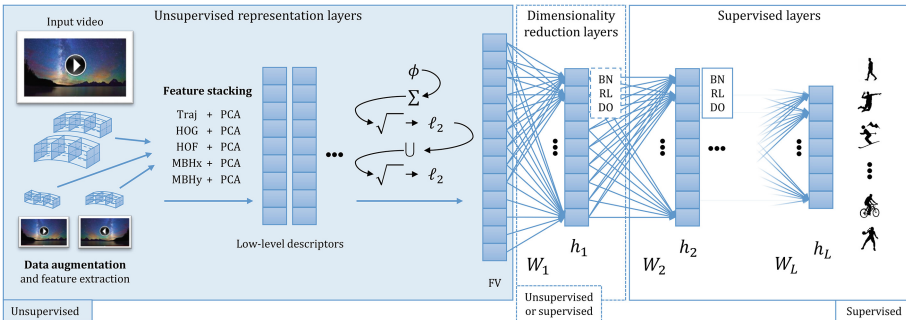 Input video
Unsupervised representation layers
Dimensionality
reduction layers
Supervised layers
Feature stacking
Traj + PCA
HOG + PCA
HOF + PCA
MBHx + PCA
MBHy + PCA
•••
Low-level descriptors
ϕ
Σ
√ → ℓ₂
∪
√ → ℓ₂
FV
BN
RL
DO
BN
RL
DO
•••
W₁
h₁
W₂
h₂
W_L
h_L
Data augmentation
and feature extraction
Unsupervised
Unsupervised
or supervised
Supervised